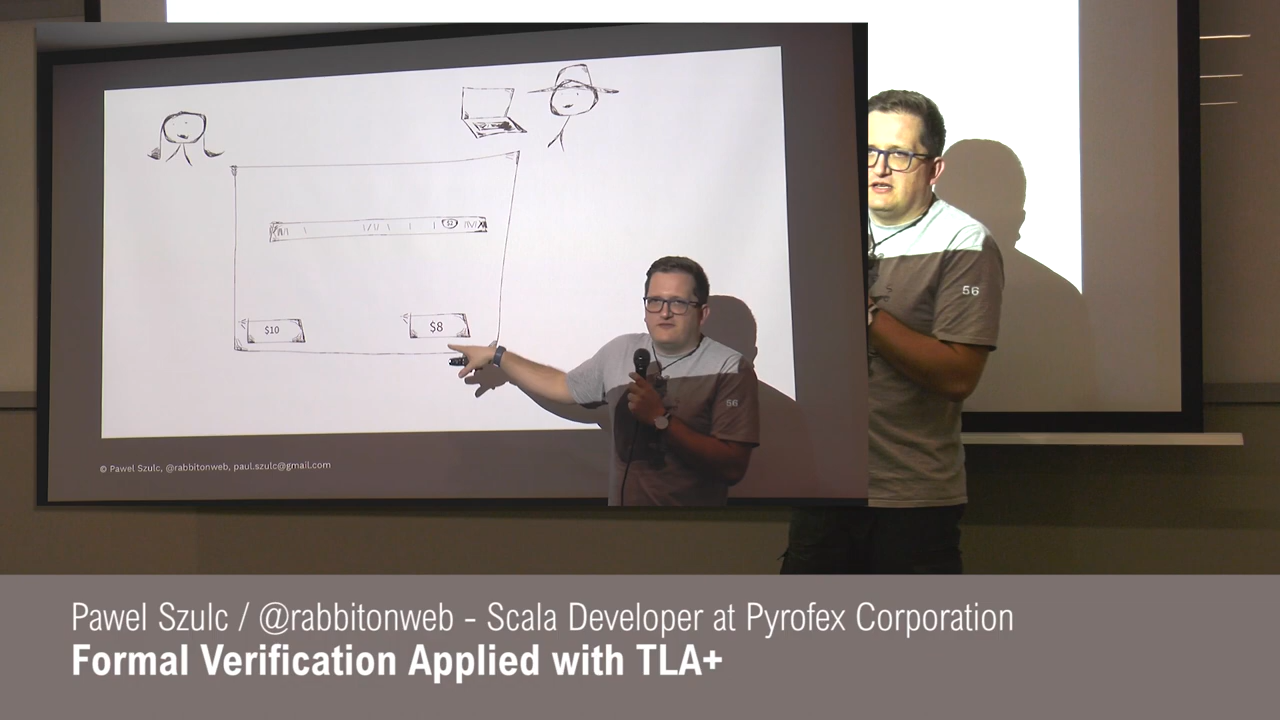 $10
$8
56
56
© Pawel Szulc, @rabbitonweb, paul.szulc@gmail.com
Pawel Szulc / @rabbitonweb - Scala Developer at Pyrofex Corporation
Formal Verification Applied with TLA+